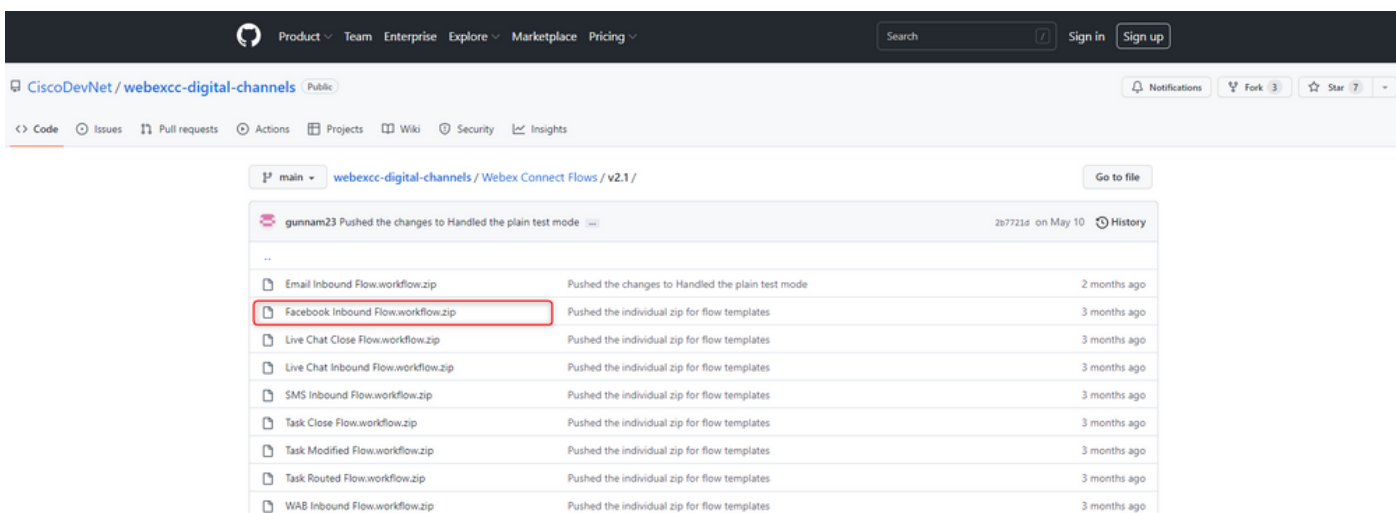 Product Team Enterprise Explore Marketplace Pricing Search / Sign in Sign up
CiscoDevNet / webexcc-digital-channels Public Notifications Fork 3 Star 7
<> Code Issues Pull requests Actions Projects Wiki Security Insights
main webexcc-digital-channels / Webex Connect Flows / v2.1 / Go to file
gunnam23 Pushed the changes to Handled the plain test mode ... 2b7721d on May 10 History
..
Email Inbound Flow.workflow.zip Pushed the changes to Handled the plain test mode 2 months ago
Facebook Inbound Flow.workflow.zip Pushed the individual zip for flow templates 3 months ago
Live Chat Close Flow.workflow.zip Pushed the individual zip for flow templates 3 months ago
Live Chat Inbound Flow.workflow.zip Pushed the individual zip for flow templates 3 months ago
SMS Inbound Flow.workflow.zip Pushed the individual zip for flow templates 3 months ago
Task Close Flow.workflow.zip Pushed the individual zip for flow templates 3 months ago
Task Modified Flow.workflow.zip Pushed the individual zip for flow templates 3 months ago
Task Routed Flow.workflow.zip Pushed the individual zip for flow templates 3 months ago
WAB Inbound Flow.workflow.zip Pushed the individual zip for flow templates 3 months ago